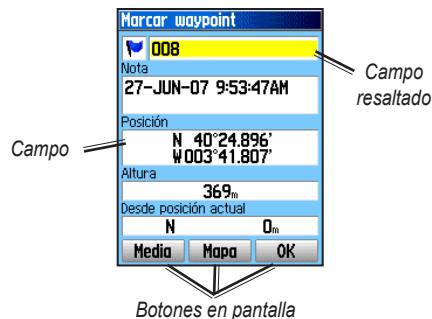 Marcar waypoint
008
Nota
27-JUN-07 9:53:47AM
Posición
N 40°24.896'
W003°41.807'
Altura
369m
Desde posición actual
N 0m
Media Mapa OK
Campo
resaltado
Campo
Botones en pantalla